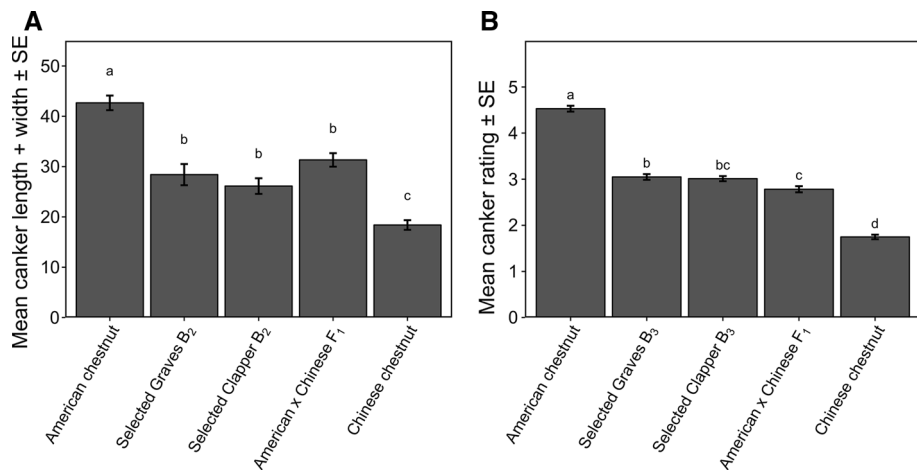 A
Mean canker length + width ± SE
50
40
30
20
10
0
a
b
b
b
c
American chestnut
Selected Graves B₂
Selected Clapper B₂
American x Chinese F₁
Chinese chestnut
B
Mean canker rating ± SE
5
4
3
2
1
0
a
b
bc
c
d
American chestnut
Selected Graves B₃
Selected Clapper B₃
American x Chinese F₁
Chinese chestnut